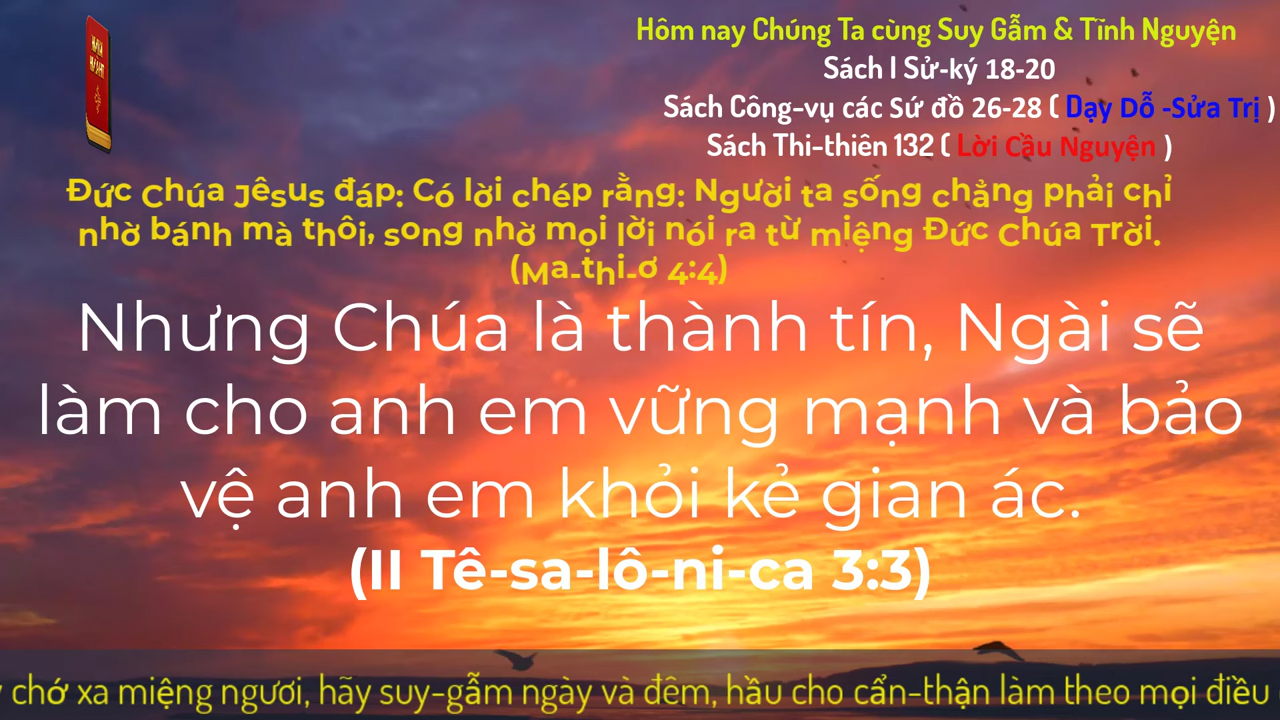 Hôm nay Chúng Ta cùng Suy Gẫm & Tĩnh Nguyện
Sách I Sử-ký 18-20
Sách Công-vụ các Sứ đồ 26-28 ( Dạy Dỗ -Sửa Trị )
Sách Thi-thiên 132 ( Lời Cầu Nguyện )
Đức Chúa Jêsus đáp: Có lời chép rằng: Người ta sống chẳng phải chỉ
nhờ bánh mà thôi, song nhờ mọi lời nói ra từ miệng Đức Chúa Trời.
(Ma-thi-ơ 4:4)
Nhưng Chúa là thành tín, Ngài sẽ
làm cho anh em vững mạnh và bảo
vệ anh em khỏi kẻ gian ác.
(II Tê-sa-lô-ni-ca 3:3)
chớ xa miệng ngươi, hãy suy-gẫm ngày và đêm, hầu cho cẩn-thận làm theo mọi điều